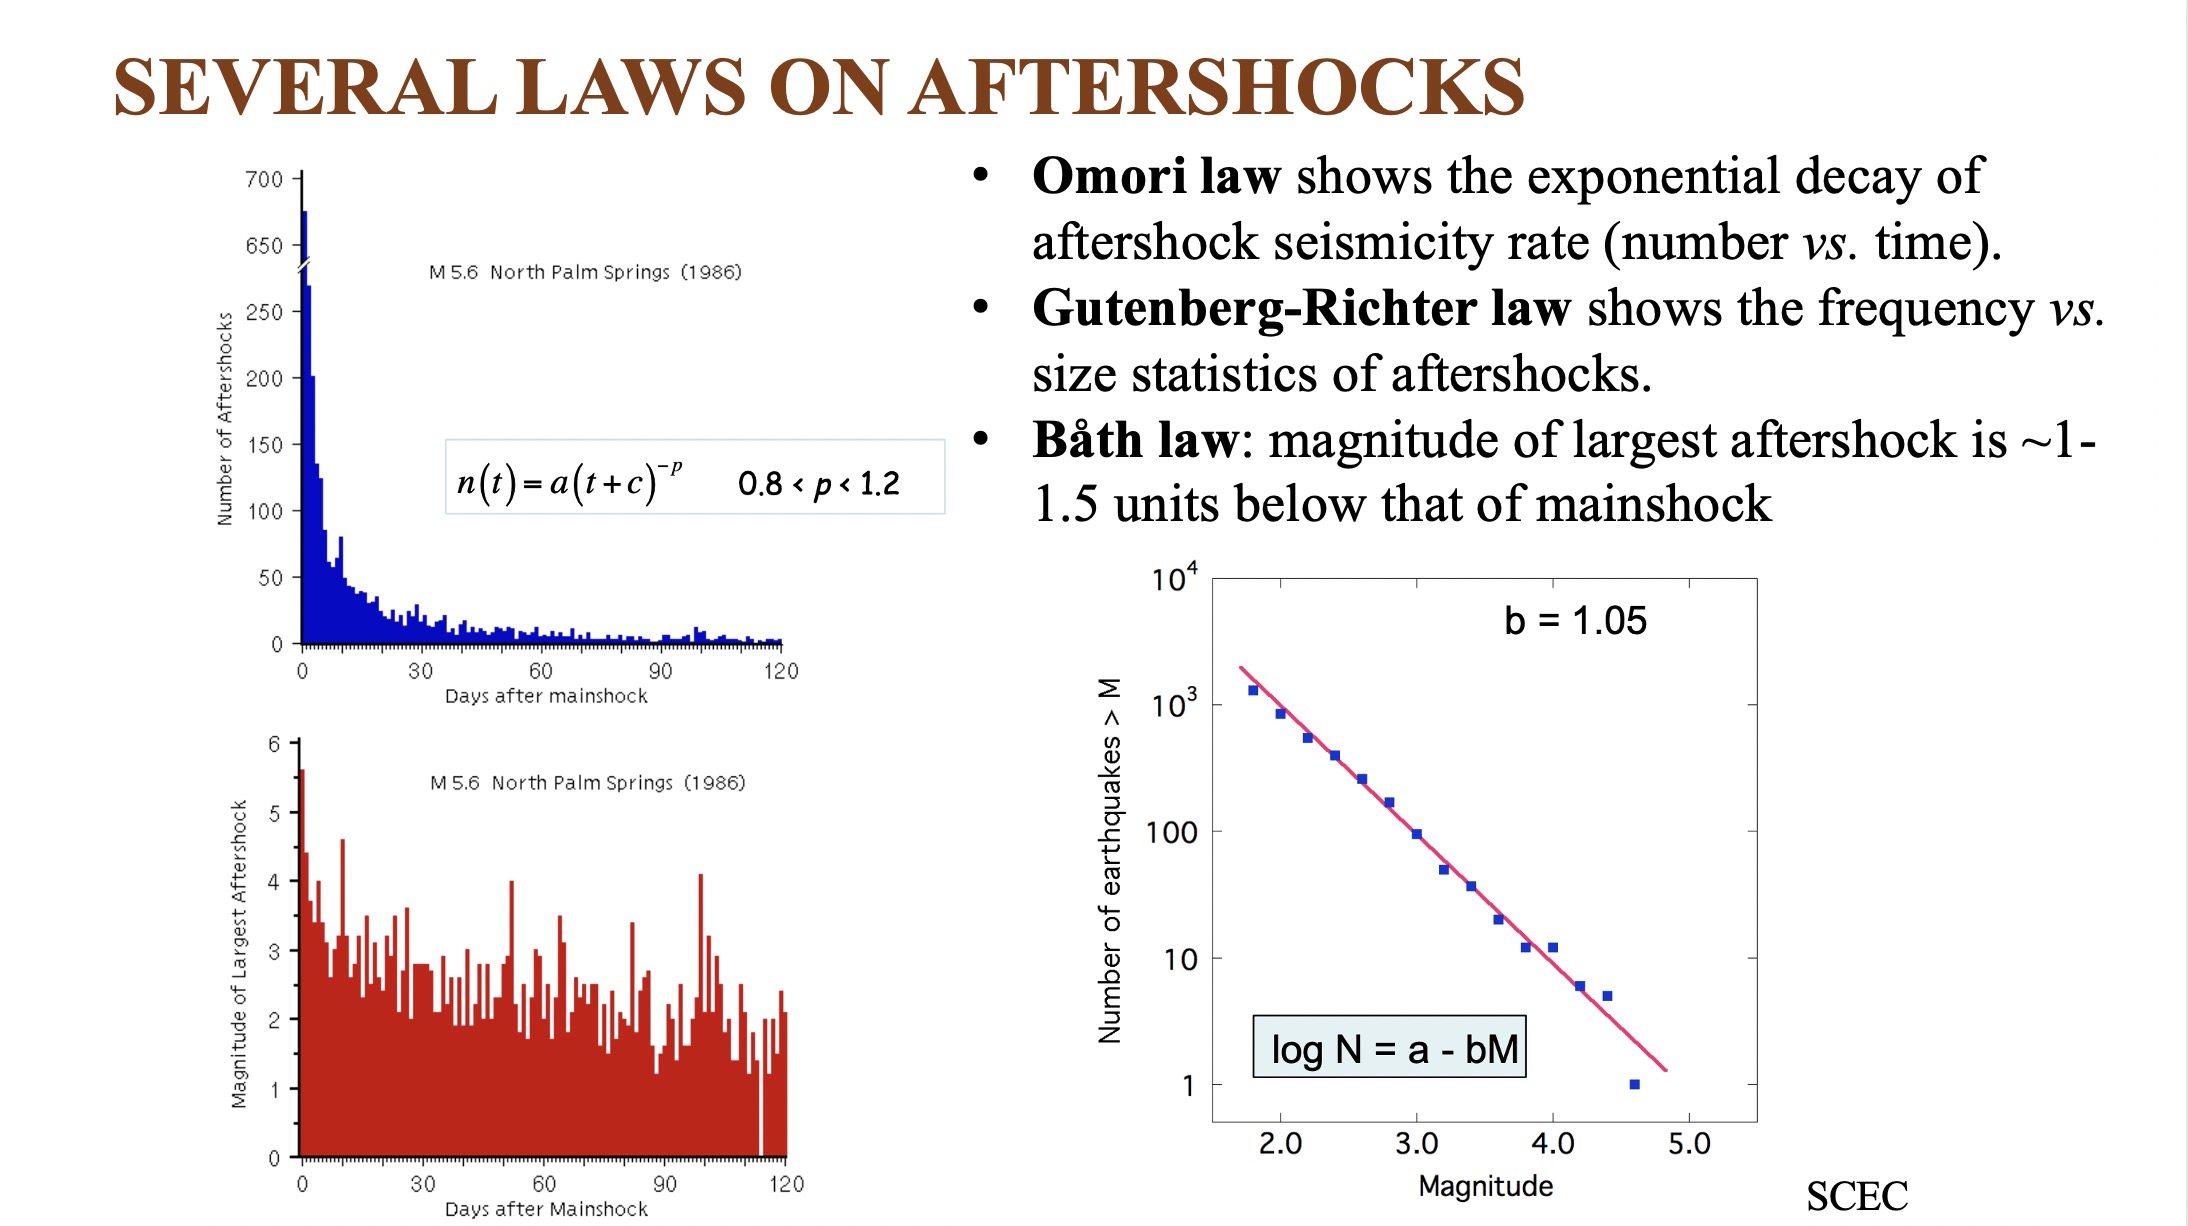 SEVERAL LAWS ON AFTERSHOCKS
700
650
250
200
150
100
50
0
Number of Aftershocks
M 5.6 North Palm Springs (1986)
n(t) = a(t+c)^−p 0.8 < p < 1.2
0 30 60 90 120
Days after mainshock
6
5
4
3
2
1
0
Magnitude of Largest Aftershock
M 5.6 North Palm Springs (1986)
0 30 60 90 120
Days after Mainshock
• Omori law shows the exponential decay of
aftershock seismicity rate (number vs. time).
• Gutenberg-Richter law shows the frequency vs.
size statistics of aftershocks.
• Båth law: magnitude of largest aftershock is ~1-
1.5 units below that of mainshock
10⁴
10³
100
10
1
Number of earthquakes > M
b = 1.05
log N = a - bM
2.0 3.0 4.0 5.0
Magnitude
SCEC